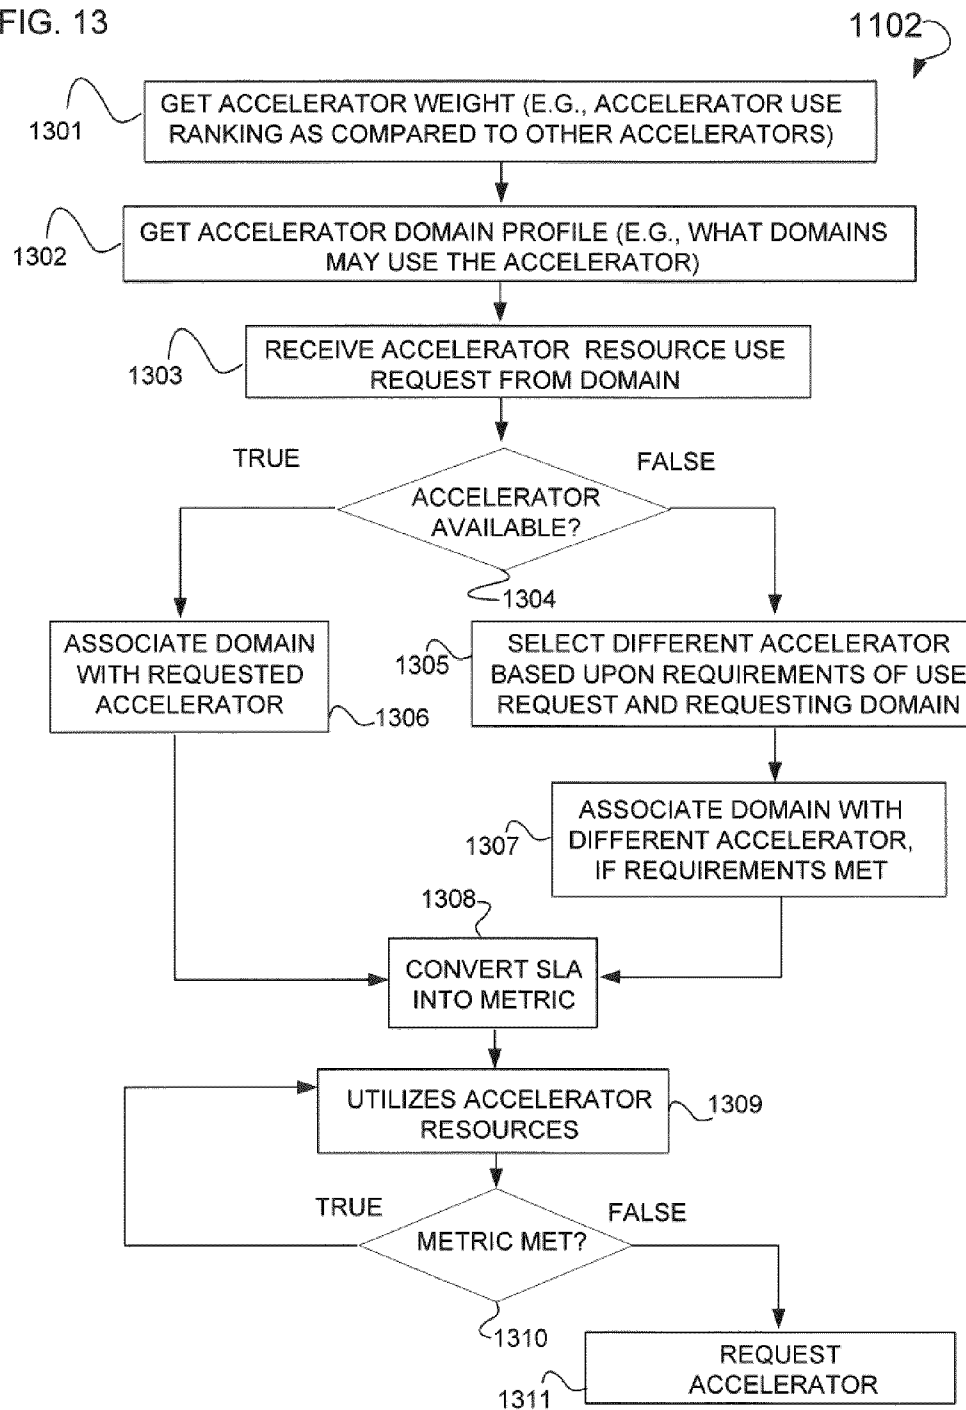 FIG. 13
1102
GET ACCELERATOR WEIGHT (E.G., ACCELERATOR USE
RANKING AS COMPARED TO OTHER ACCELERATORS)
1301
GET ACCELERATOR DOMAIN PROFILE (E.G., WHAT DOMAINS
MAY USE THE ACCELERATOR)
1302
RECEIVE ACCELERATOR RESOURCE USE
REQUEST FROM DOMAIN
1303
TRUE
FALSE
ACCELERATOR
AVAILABLE?
1304
ASSOCIATE DOMAIN
WITH REQUESTED
ACCELERATOR
1306
1305
SELECT DIFFERENT ACCELERATOR
BASED UPON REQUIREMENTS OF USE
REQUEST AND REQUESTING DOMAIN
1307
ASSOCIATE DOMAIN WITH
DIFFERENT ACCELERATOR,
IF REQUIREMENTS MET
1308
CONVERT SLA
INTO METRIC
UTILIZES ACCELERATOR
RESOURCES
1309
TRUE
FALSE
METRIC MET?
1310
REQUEST
ACCELERATOR
1311